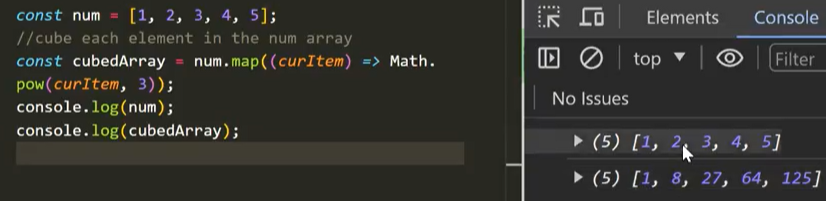 const num = [1, 2, 3, 4, 5];
//cube each element in the num array
const cubedArray = num.map((curItem) => Math.
pow(curItem, 3));
console.log(num);
console.log(cubedArray);
Elements Console
top Filter
No Issues
(5) [1, 2, 3, 4, 5]
(5) [1, 8, 27, 64, 125]